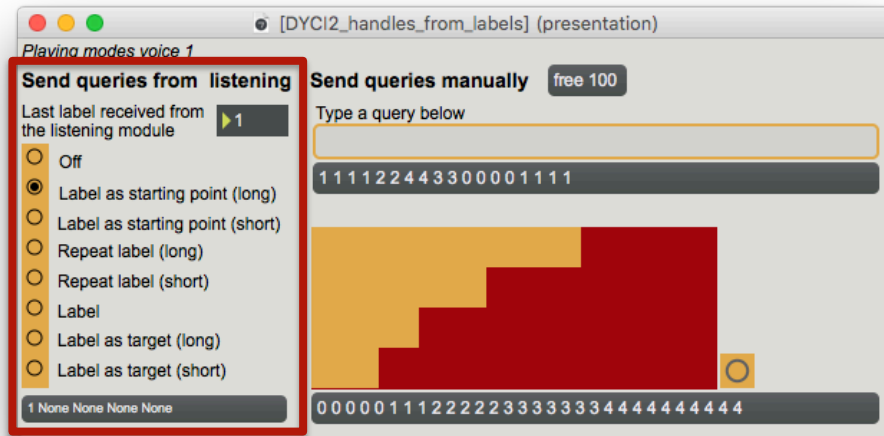 [DYCI2_handles_from_labels] (presentation)
Playing modes voice 1
Send queries from listening
Last label received from
the listening module
1
Off
Label as starting point (long)
Label as starting point (short)
Repeat label (long)
Repeat label (short)
Label
Label as target (long)
Label as target (short)
1 None None None None
Send queries manually
free 100
Type a query below
1 1 1 1 2 2 4 4 3 3 0 0 0 0 1 1 1 1
0 0 0 0 0 1 1 1 2 2 2 2 2 3 3 3 3 3 3 3 4 4 4 4 4 4 4 4 4 4